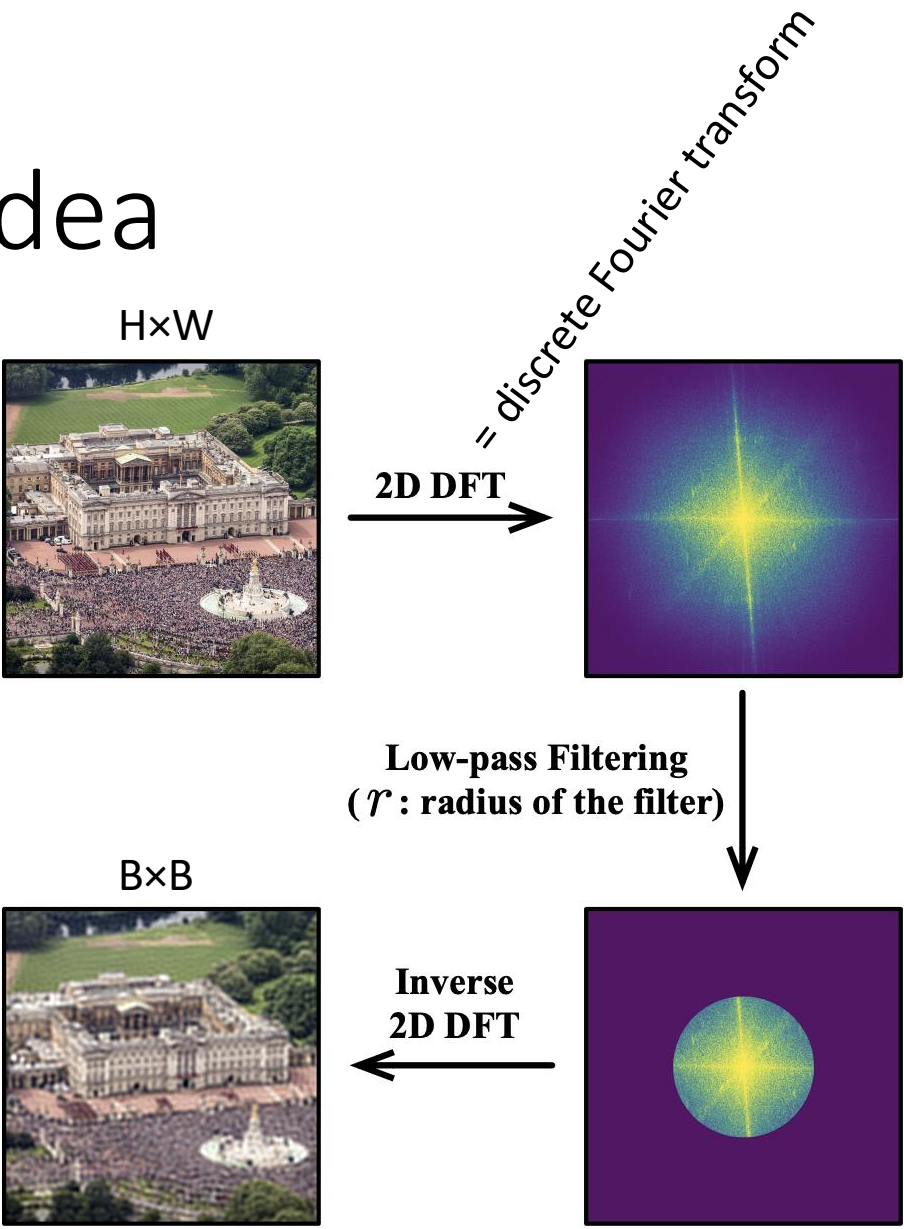 dea
= discrete Fourier transform
H×W
2D DFT
Low-pass Filtering
( r : radius of the filter)
B×B
Inverse
2D DFT